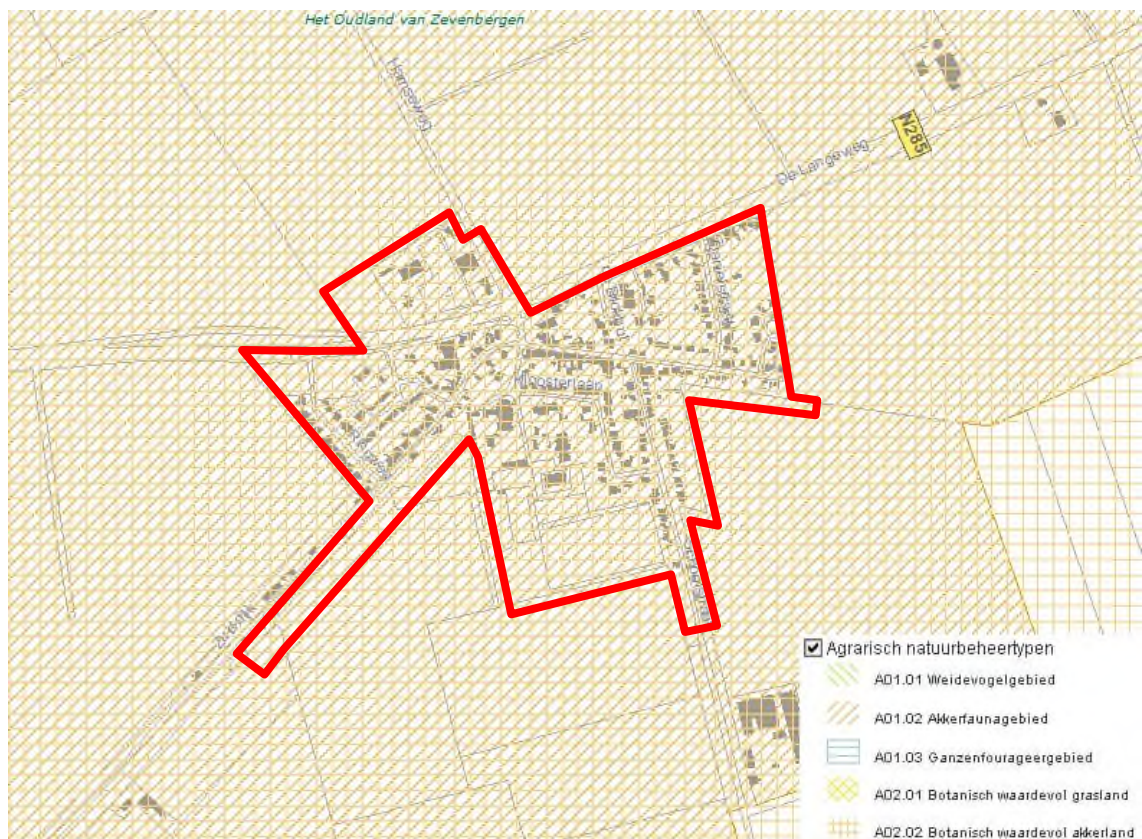 Het Oudland van Zevenbergen
Hamseweg
N285
De Langeweg
Kloosterlaan
Agrarisch natuurbeheertypen
A01.01 Weidevogelgebied
A01.02 Akkerfaunagebied
A01.03 Ganzenfourageergebied
A02.01 Botanisch waardevol grasland
A02.02 Botanisch waardevol akkerland